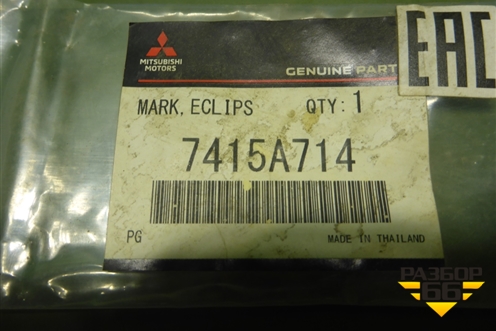 MITSUBISHI
MOTORS
GENUINE PART
EAC
MARK, ECLIPS QTY: 1
7415A714
PG MADE IN THAILAND
РАЗБОР
66